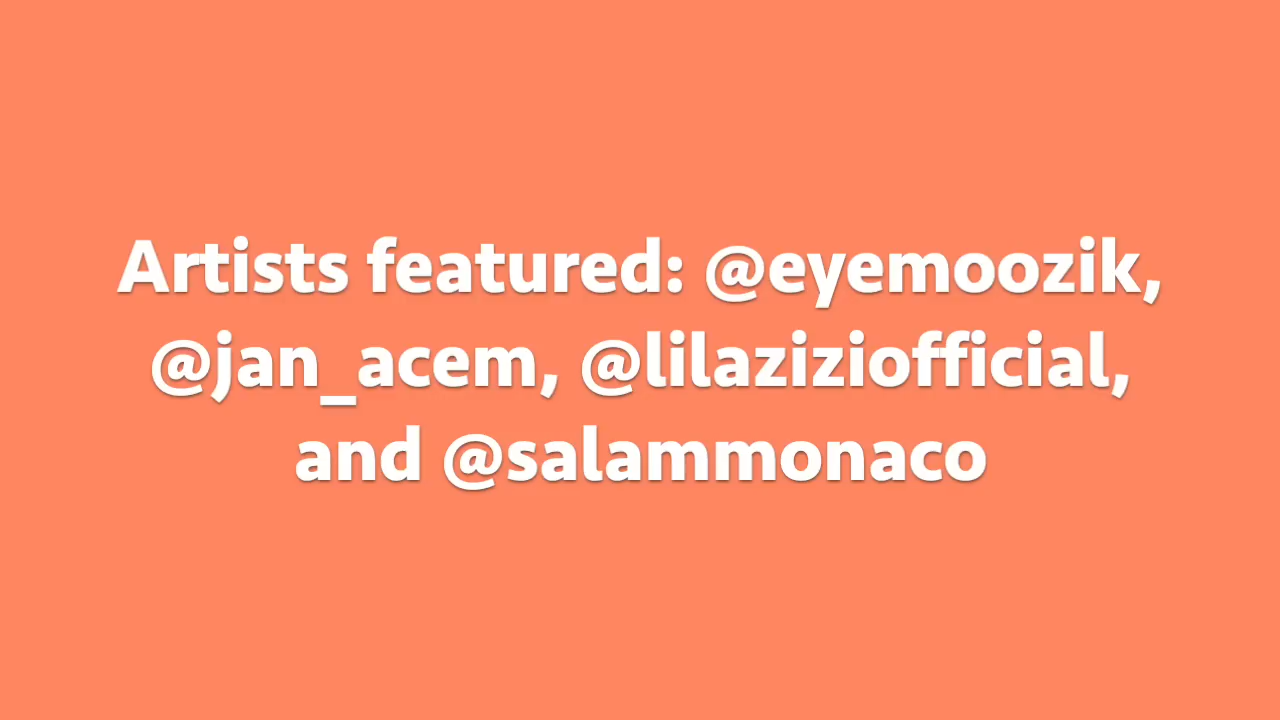 Artists featured: @eyemoozik,
@jan_acem, @lilaziziofficial,
and @salammonaco